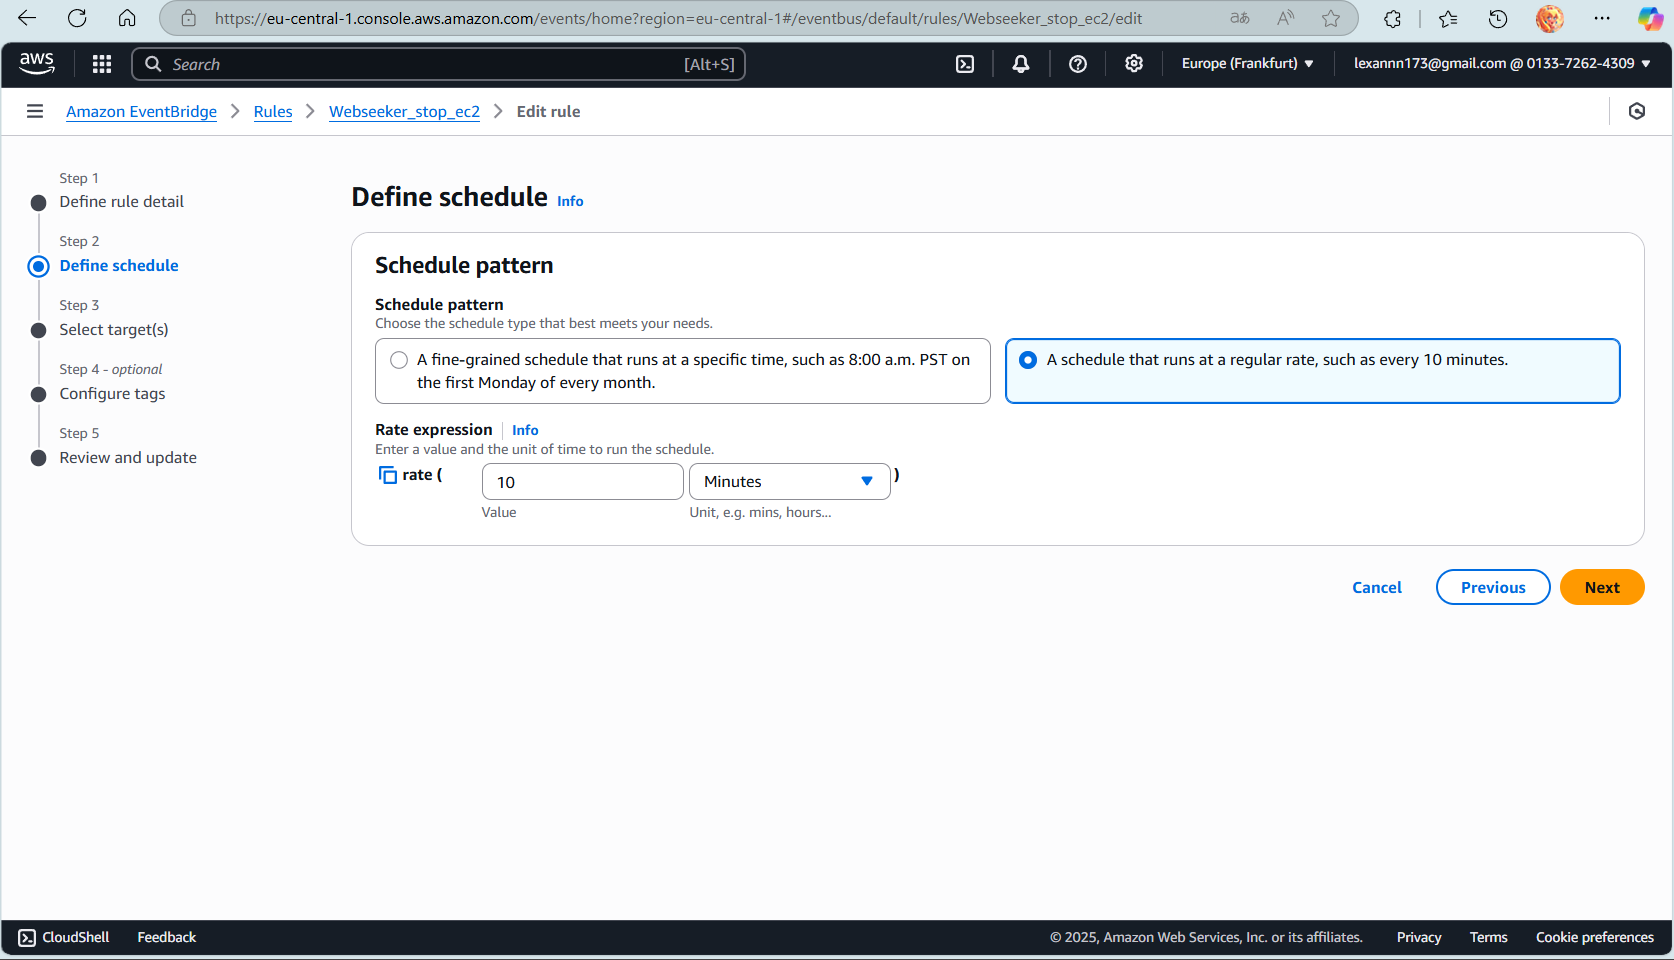 https://eu-central-1.console.aws.amazon.com/events/home?region=eu-central-1#/eventbus/default/rules/Webseeker_stop_ec2/edit
aws
Search [Alt+S]
Europe (Frankfurt)
lexannn173@gmail.com @ 0133-7262-4309
Amazon EventBridge
Rules
Webseeker_stop_ec2
Edit rule
Step 1
Define rule detail
Step 2
Define schedule
Step 3
Select target(s)
Step 4 - optional
Configure tags
Step 5
Review and update
Define schedule Info
Schedule pattern
Schedule pattern
Choose the schedule type that best meets your needs.
A fine-grained schedule that runs at a specific time, such as 8:00 a.m. PST on
the first Monday of every month.
A schedule that runs at a regular rate, such as every 10 minutes.
Rate expression Info
Enter a value and the unit of time to run the schedule.
rate ( 10 Minutes )
Value
Unit, e.g. mins, hours...
Cancel
Previous
Next
CloudShell
Feedback
© 2025, Amazon Web Services, Inc. or its affiliates.
Privacy
Terms
Cookie preferences